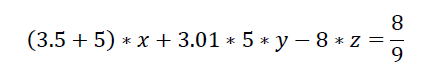 (3.5 + 5) ∗ x + 3.01 ∗ 5 ∗ y − 8 ∗ z = 8/9